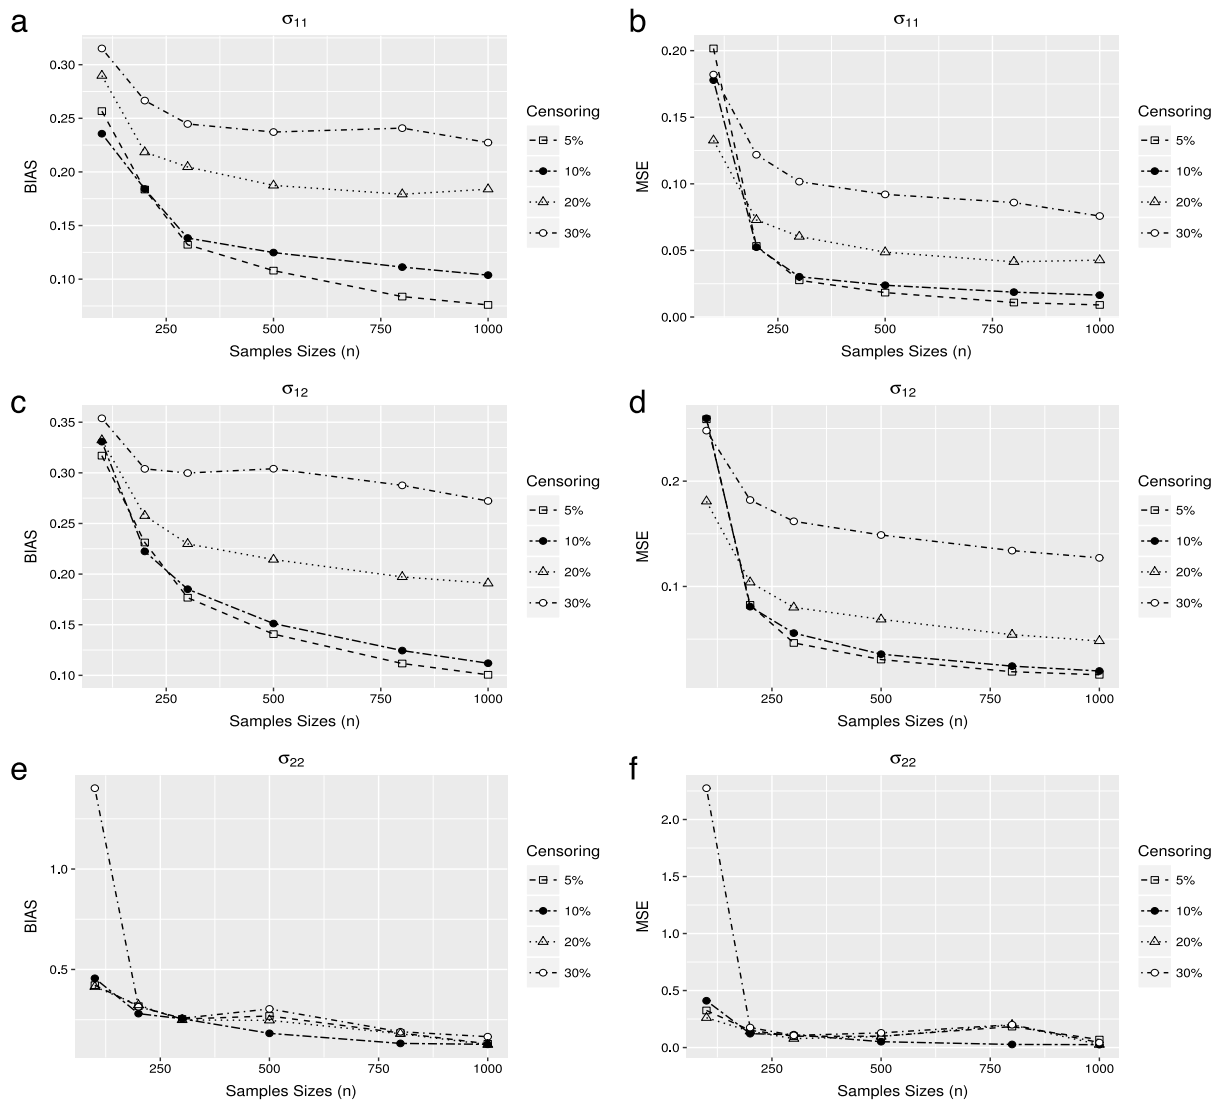 a
σ11
BIAS
0.30
0.25
0.20
0.15
0.10
250
500
750
1000
Samples Sizes (n)
Censoring
5%
10%
20%
30%
b
σ11
MSE
0.20
0.15
0.10
0.05
0.00
250
500
750
1000
Samples Sizes (n)
Censoring
5%
10%
20%
30%
c
σ12
BIAS
0.35
0.30
0.25
0.20
0.15
0.10
250
500
750
1000
Samples Sizes (n)
Censoring
5%
10%
20%
30%
d
σ12
MSE
0.2
0.1
250
500
750
1000
Samples Sizes (n)
Censoring
5%
10%
20%
30%
e
σ22
BIAS
1.0
0.5
250
500
750
1000
Samples Sizes (n)
Censoring
5%
10%
20%
30%
f
σ22
MSE
2.0
1.5
1.0
0.5
0.0
250
500
750
1000
Samples Sizes (n)
Censoring
5%
10%
20%
30%